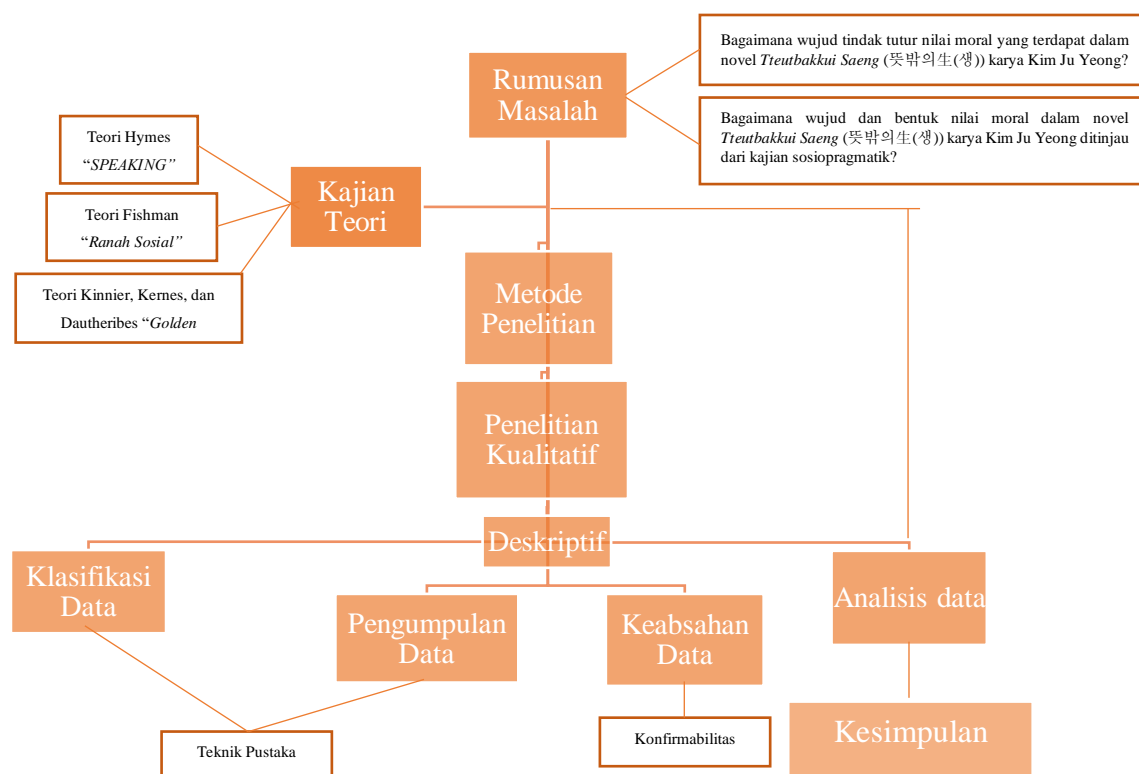 Bagaimana wujud tindak tutur nilai moral yang terdapat dalam
novel Tteutbakkui Saeng (뜻밖의生(생)) karya Kim Ju Yeong?
Rumusan
Masalah
Bagaimana wujud dan bentuk nilai moral dalam novel
Tteutbakkui Saeng (뜻밖의生(생)) karya Kim Ju Yeong ditinjau
dari kajian sosiopragmatik?
Teori Hymes
“SPEAKING”
Kajian
Teori
Teori Fishman
“Ranah Sosial”
Teori Kinnier, Kernes, dan
Dautheribes “Golden
Metode
Penelitian
Penelitian
Kualitatif
Deskriptif
Klasifikasi
Data
Pengumpulan
Data
Keabsahan
Data
Analisis data
Teknik Pustaka
Konfirmabilitas
Kesimpulan